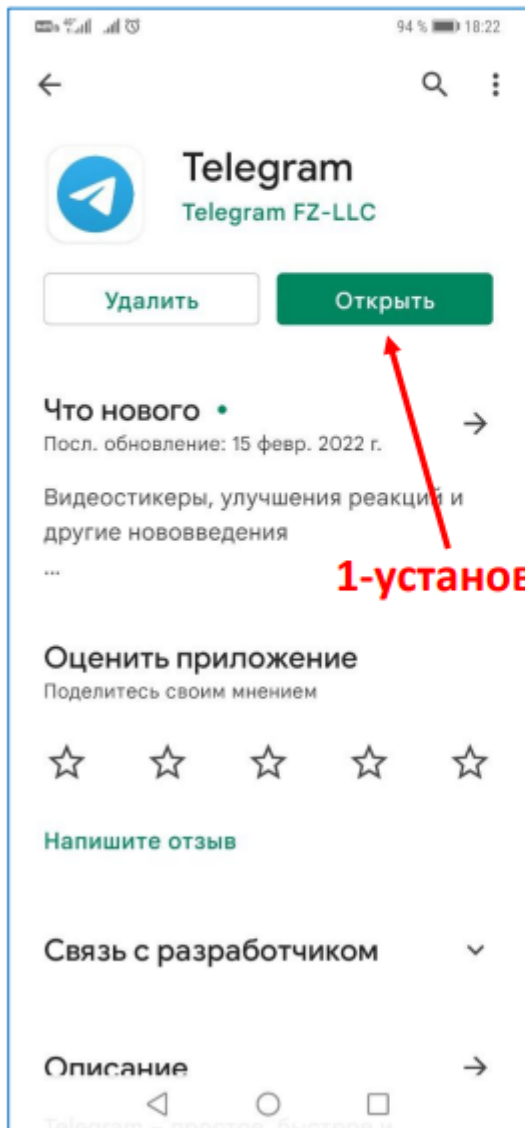 94 % 18:22
Telegram
Telegram FZ-LLC
Удалить
Открыть
Что нового •
Посл. обновление: 15 февр. 2022 г.
Видеостикеры, улучшения реакций и
другие нововведения
...
1-установ
Оценить приложение
Поделитесь своим мнением
Напишите отзыв
Связь с разработчиком
Описание